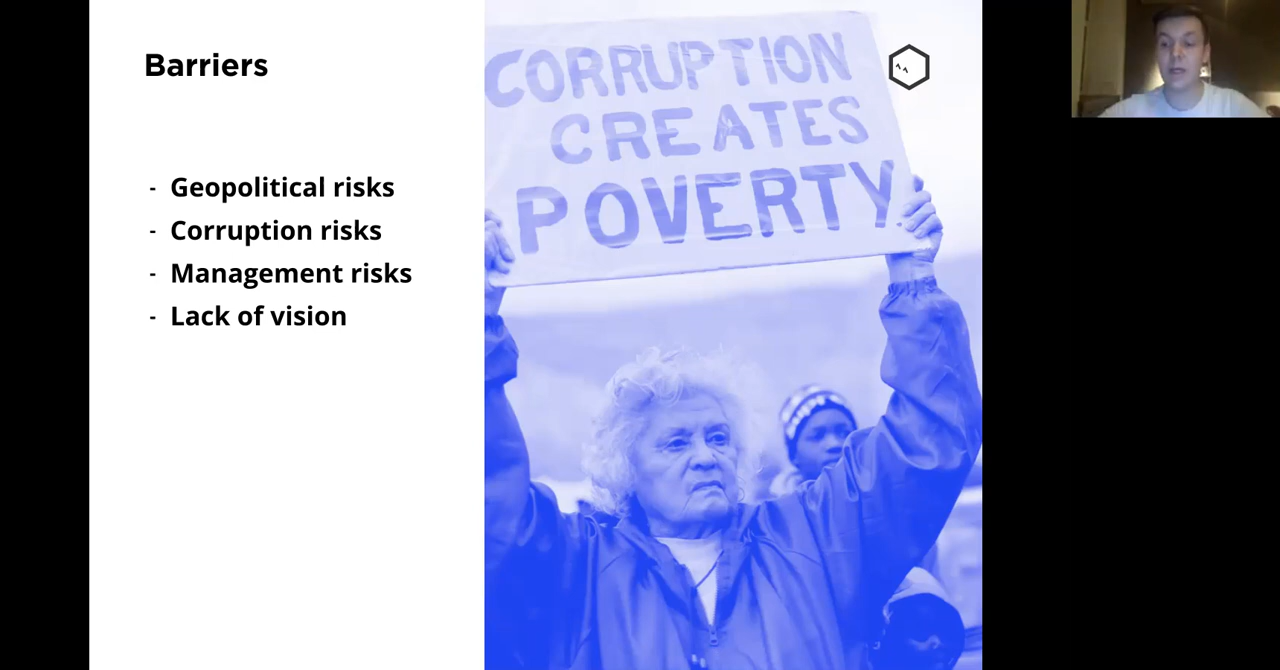 Barriers
- Geopolitical risks
- Corruption risks
- Management risks
- Lack of vision
CORRUPTION
CREATES
POVERTY.